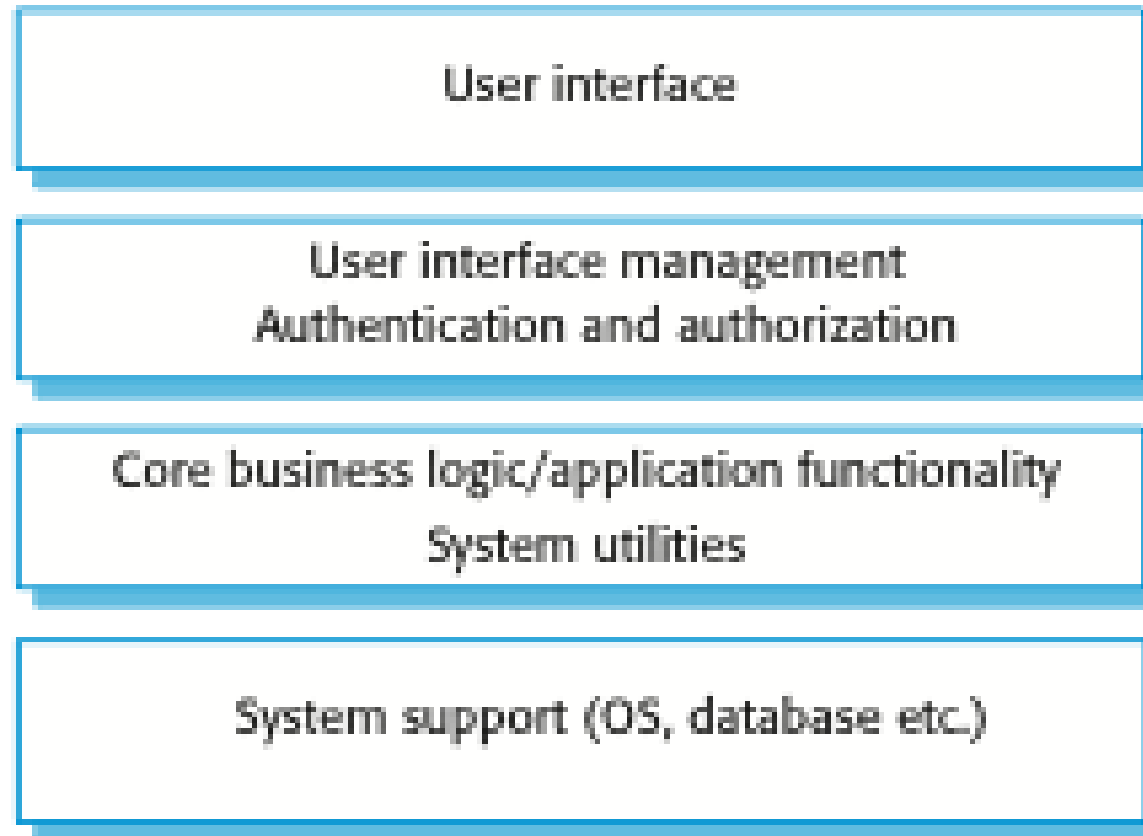 User interface
User interface management
Authentication and authorization
Core business logic/application functionality
System utilities
System support (OS, database etc.)